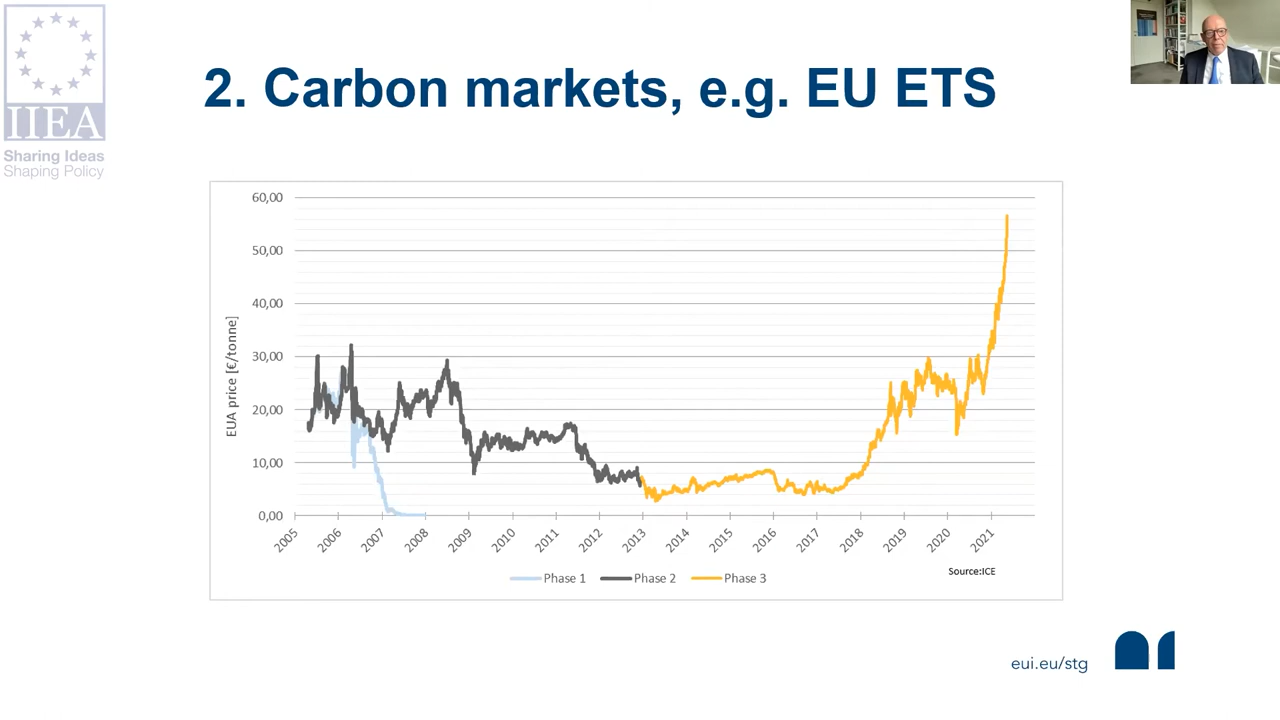 IIEA
Sharing Ideas
Shaping Policy
2. Carbon markets, e.g. EU ETS
EUA price [€/tonne]
60,00
50,00
40,00
30,00
20,00
10,00
0,00
2005
2006
2007
2008
2009
2010
2011
2012
2013
2014
2015
2016
2017
2018
2019
2020
2021
Phase 1
Phase 2
Phase 3
Source:ICE
eui.eu/stg